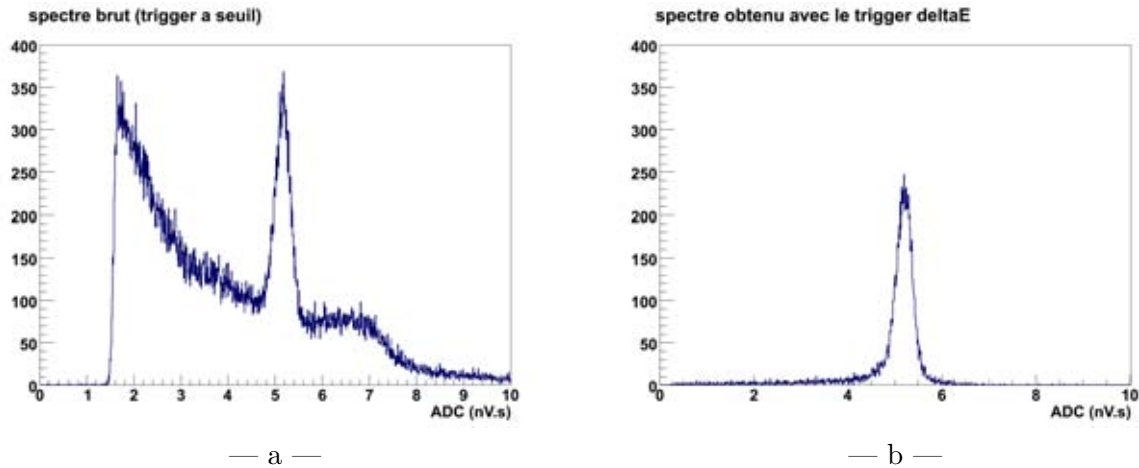 spectre brut (trigger a seuil)
400
350
300
250
200
150
100
50
0
0 1 2 3 4 5 6 7 8 9 10
ADC (nV.s)
— a —
spectre obtenu avec le trigger deltaE
400
350
300
250
200
150
100
50
0
0 2 4 6 8 10
ADC (nV.s)
— b —